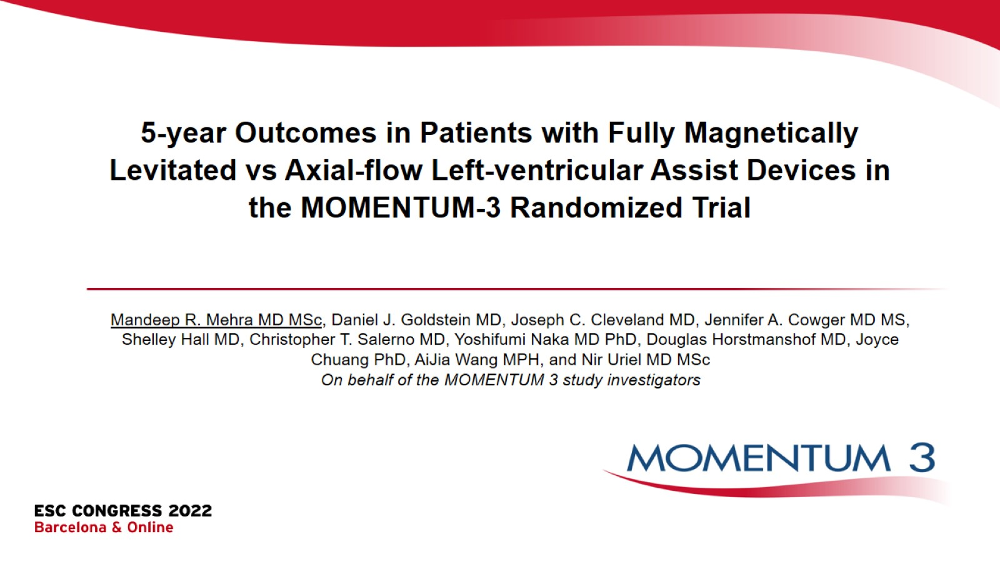 5-year Outcomes in Patients with Fully Magnetically
Levitated vs Axial-flow Left-ventricular Assist Devices in
the MOMENTUM-3 Randomized Trial
Mandeep R. Mehra MD MSc, Daniel J. Goldstein MD, Joseph C. Cleveland MD, Jennifer A. Cowger MD MS,
Shelley Hall MD, Christopher T. Salerno MD, Yoshifumi Naka MD PhD, Douglas Horstmanshof MD, Joyce
Chuang PhD, AiJia Wang MPH, and Nir Uriel MD MSc
On behalf of the MOMENTUM 3 study investigators
MOMENTUM 3
ESC CONGRESS 2022
Barcelona & Online